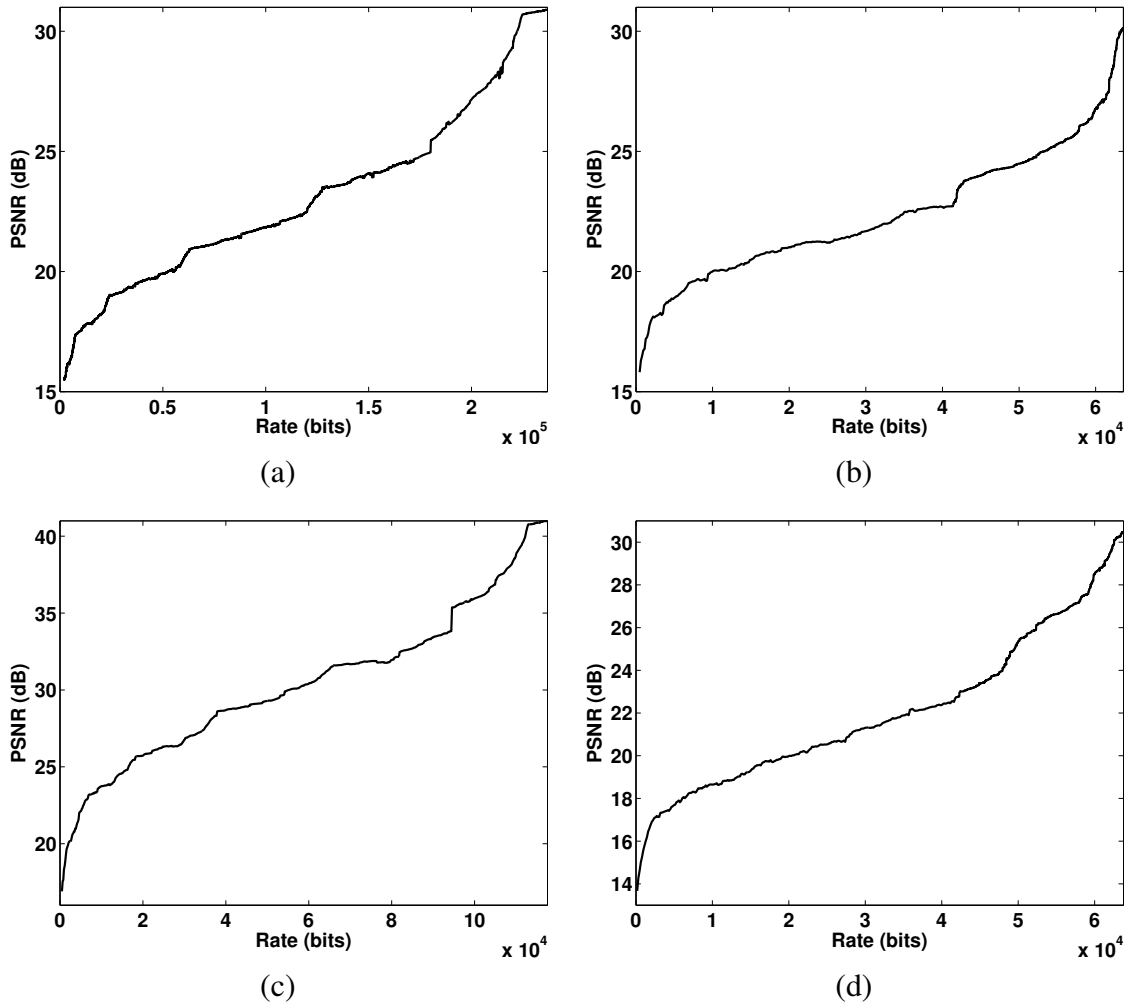 30
25
20
15
PSNR (dB)
0 0.5 1 1.5 2
Rate (bits)
x 10^5
(a)
30
25
20
15
PSNR (dB)
0 1 2 3 4 5 6
Rate (bits)
x 10^4
(b)
40
35
30
25
20
PSNR (dB)
0 2 4 6 8 10
Rate (bits)
x 10^4
(c)
30
28
26
24
22
20
18
16
14
PSNR (dB)
0 1 2 3 4 5 6
Rate (bits)
x 10^4
(d)